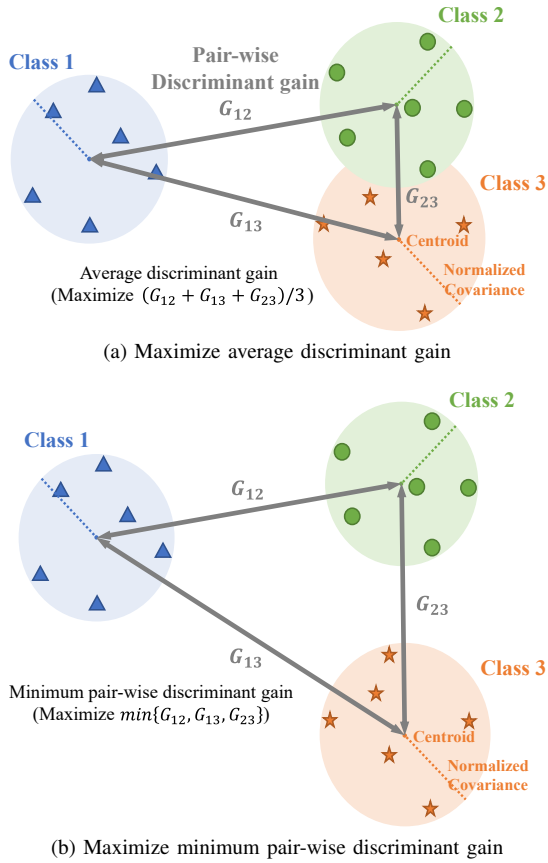 Class 2
Class 1
Pair-wise
Discriminant gain
G₁₂
Class 3
G₂₃
G₁₃
Centroid
Average discriminant gain
(Maximize (G₁₂ + G₁₃ + G₂₃)/3)
Normalized
Covariance
(a) Maximize average discriminant gain
Class 2
Class 1
G₁₂
G₂₃
G₁₃
Class 3
Minimum pair-wise discriminant gain
(Maximize min{G₁₂, G₁₃, G₂₃})
Centroid
Normalized
Covariance
(b) Maximize minimum pair-wise discriminant gain